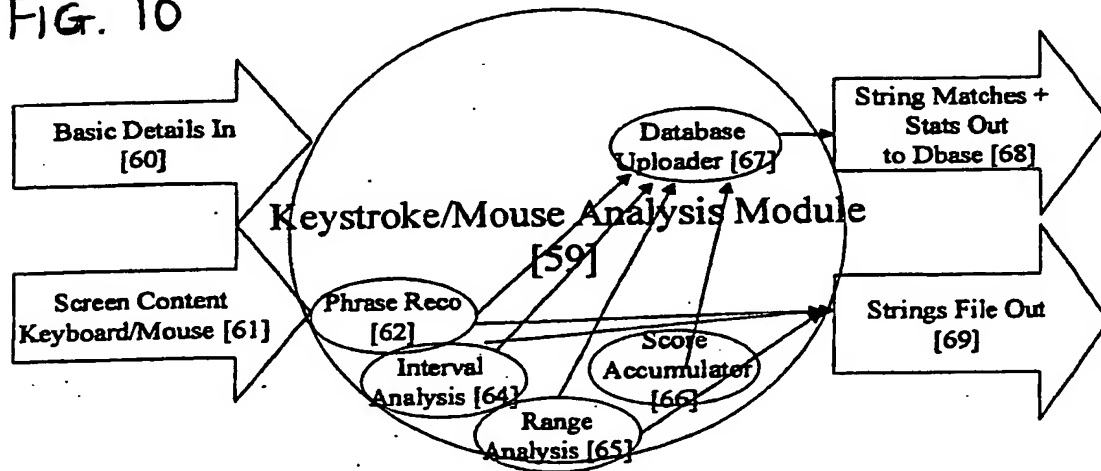 FIG. 10
Basic Details In
[60]
Screen Content
Keyboard/Mouse [61]
Keystroke/Mouse Analysis Module
[59]
Database
Uploader [67]
Phrase Reco
[62]
Interval
Analysis [64]
Range
Analysis [65]
Score
Accumulator
[66]
String Matches +
Stats Out
to Dbase [68]
Strings File Out
[69]